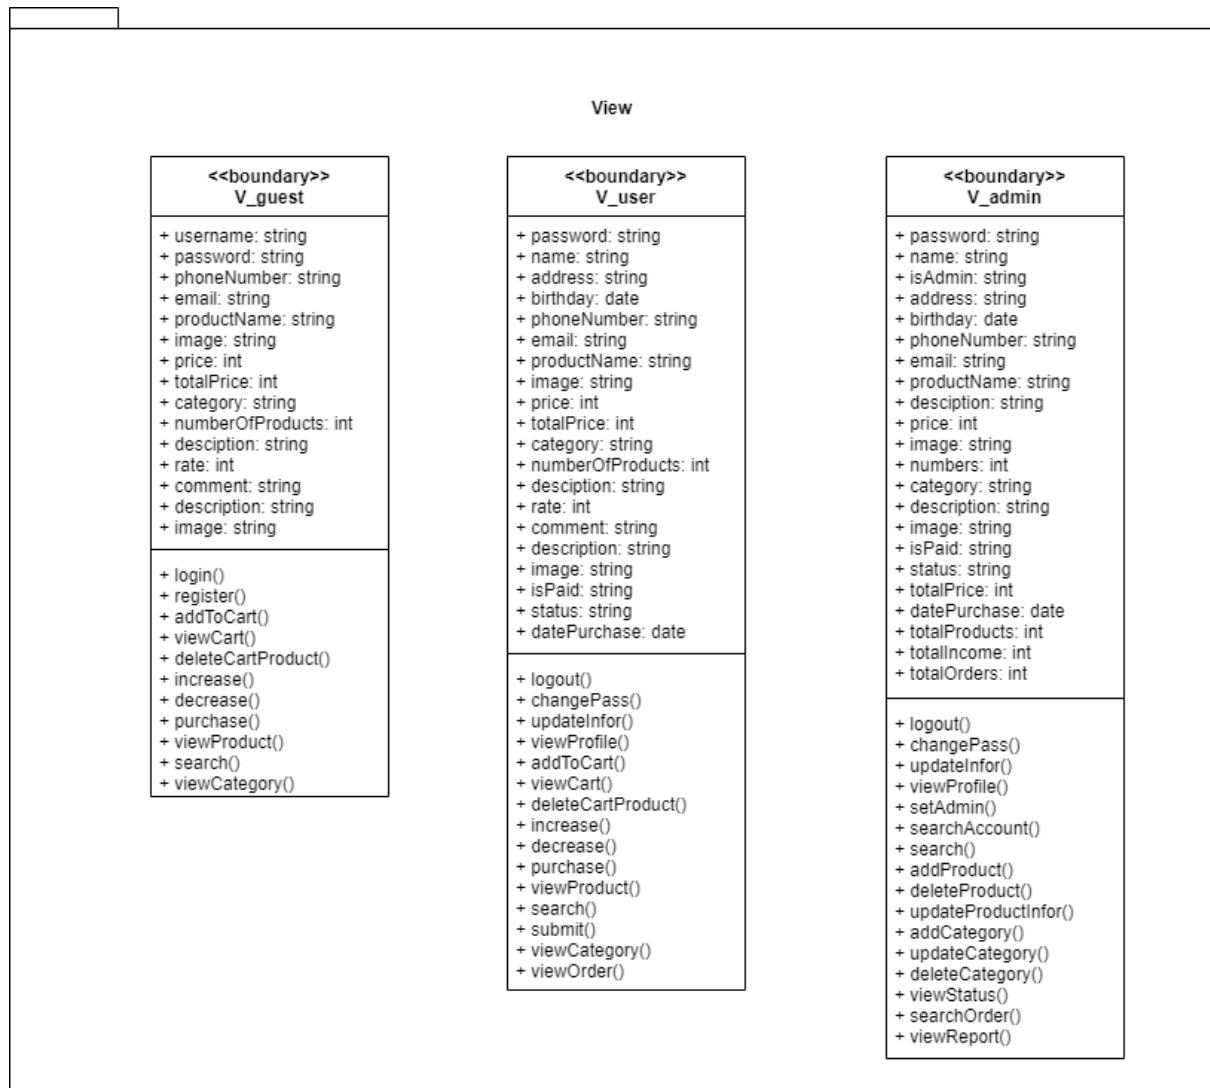 View
<<boundary>>
V_guest
+ username: string
+ password: string
+ phoneNumber: string
+ email: string
+ productName: string
+ image: string
+ price: int
+ totalPrice: int
+ category: string
+ numberOfProducts: int
+ desciption: string
+ rate: int
+ comment: string
+ description: string
+ image: string
+ login()
+ register()
+ addToCart()
+ viewCart()
+ deleteCartProduct()
+ increase()
+ decrease()
+ purchase()
+ viewProduct()
+ search()
+ viewCategory()
<<boundary>>
V_user
+ password: string
+ name: string
+ address: string
+ birthday: date
+ phoneNumber: string
+ email: string
+ productName: string
+ image: string
+ price: int
+ totalPrice: int
+ category: string
+ numberOfProducts: int
+ desciption: string
+ rate: int
+ comment: string
+ description: string
+ image: string
+ isPaid: string
+ status: string
+ datePurchase: date
+ logout()
+ changePass()
+ updateInfor()
+ viewProfile()
+ addToCart()
+ viewCart()
+ deleteCartProduct()
+ increase()
+ decrease()
+ purchase()
+ viewProduct()
+ search()
+ submit()
+ viewCategory()
+ viewOrder()
<<boundary>>
V_admin
+ password: string
+ name: string
+ isAdmin: string
+ address: string
+ birthday: date
+ phoneNumber: string
+ email: string
+ productName: string
+ desciption: string
+ price: int
+ image: string
+ numbers: int
+ category: string
+ description: string
+ image: string
+ isPaid: string
+ status: string
+ totalPrice: int
+ datePurchase: date
+ totalProducts: int
+ totalIncome: int
+ totalOrders: int
+ logout()
+ changePass()
+ updateInfor()
+ viewProfile()
+ setAdmin()
+ searchAccount()
+ search()
+ addProduct()
+ deleteProduct()
+ updateProductInfor()
+ addCategory()
+ updateCategory()
+ deleteCategory()
+ viewStatus()
+ searchOrder()
+ viewReport()